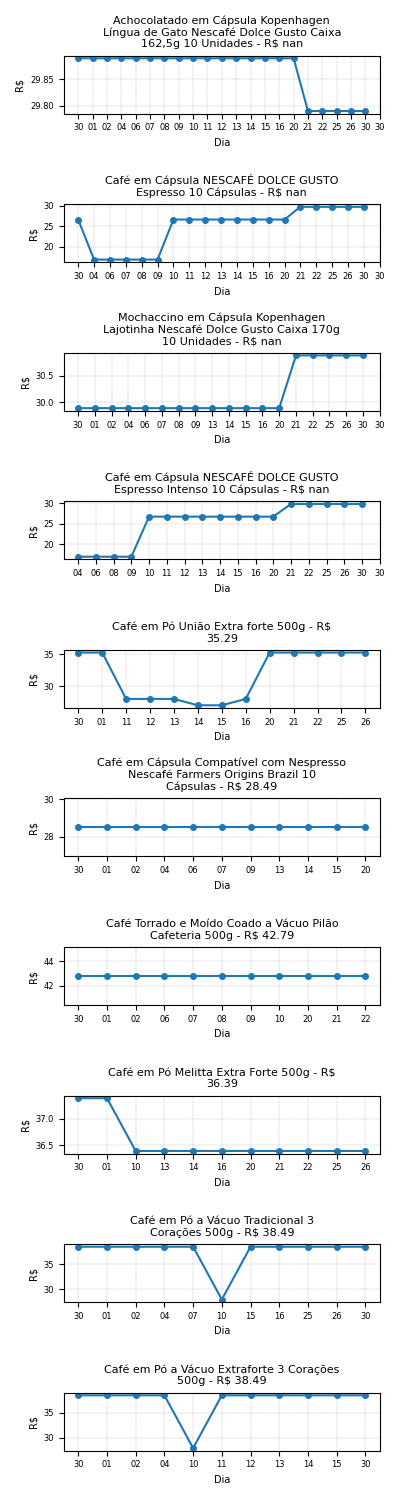 Achocolatado em Cápsula Kopenhagen
Língua de Gato Nescafé Dolce Gusto Caixa
162,5g 10 Unidades - R$ nan
R$
29.85
29.80
30 01 02 04 06 07 08 09 10 11 12 13 14 15 16 20 21 22 25 26 30 30
Dia
Café em Cápsula NESCAFÉ DOLCE GUSTO
Espresso 10 Cápsulas - R$ nan
R$
30
25
20
30 04 06 07 08 09 10 11 12 13 14 15 16 20 21 22 25 26 30 30
Dia
Mochaccino em Cápsula Kopenhagen
Lajotinha Nescafé Dolce Gusto Caixa 170g
10 Unidades - R$ nan
R$
30.5
30.0
30 01 02 04 06 07 08 09 13 14 15 16 20 21 22 25 26 30 30
Dia
Café em Cápsula NESCAFÉ DOLCE GUSTO
Espresso Intenso 10 Cápsulas - R$ nan
R$
30
25
20
04 06 08 09 10 11 12 13 14 15 16 20 21 22 25 26 30 30
Dia
Café em Pó União Extra forte 500g - R$
35.29
R$
35
30
30 01 11 12 13 14 15 16 20 21 22 25 26
Dia
Café em Cápsula Compatível com Nespresso
Nescafé Farmers Origins Brazil 10
Cápsulas - R$ 28.49
R$
30
28
30 01 02 04 06 07 09 13 14 15 20
Dia
Café Torrado e Moído Coado a Vácuo Pilão
Cafeteria 500g - R$ 42.79
R$
44
42
30 01 02 06 07 08 09 10 20 21 22
Dia
Café em Pó Melitta Extra Forte 500g - R$
36.39
R$
37.0
36.5
30 01 10 13 14 16 20 21 22 25 26
Dia
Café em Pó a Vácuo Tradicional 3
Corações 500g - R$ 38.49
R$
35
30
30 01 02 04 07 10 15 16 25 26 30
Dia
Café em Pó a Vácuo Extraforte 3 Corações
500g - R$ 38.49
R$
35
30
30 01 02 04 10 11 12 13 14 15 30
Dia